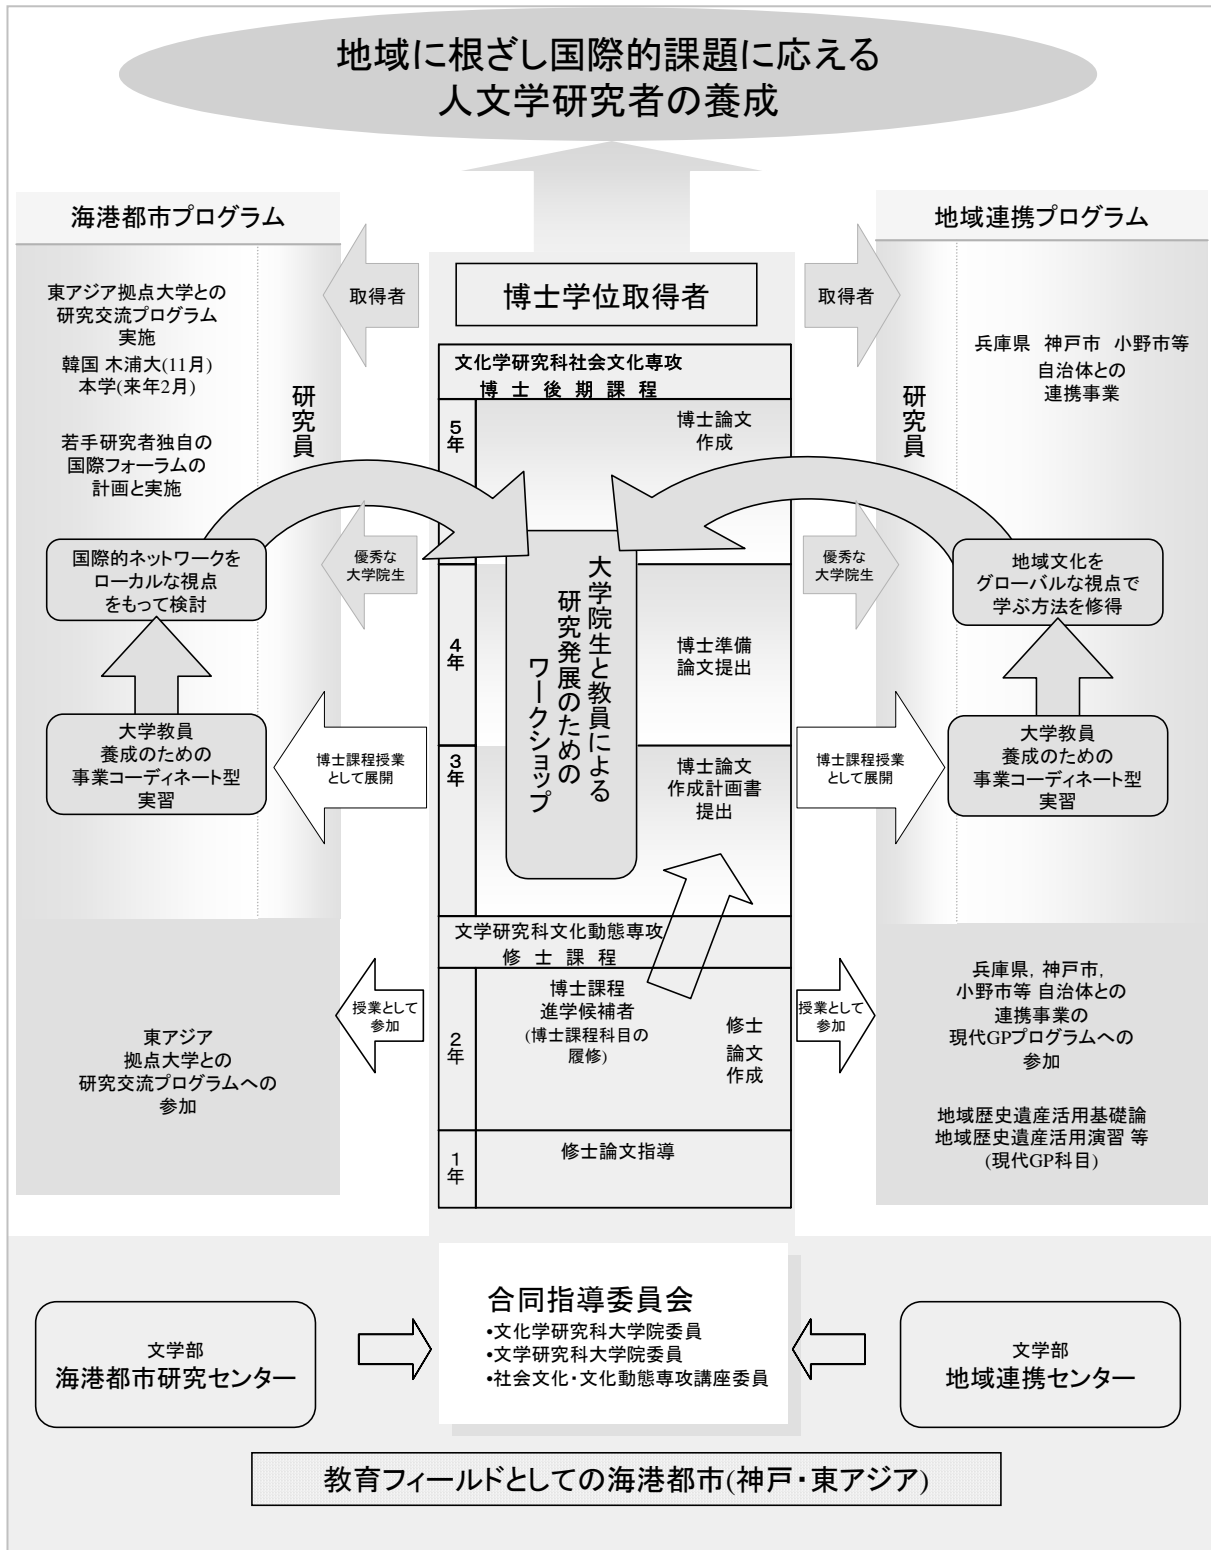 地域に根ざし国際的課題に応える
人文学研究者の養成
海港都市プログラム
東アジア拠点大学との
研究交流プログラム
実施
韓国 木浦大(11月)
本学(来年2月)
若手研究者独自の
国際フォーラムの
計画と実施
研究員
国際的ネットワークを
ローカルな視点
をもって検討
大学教員
養成のための
事業コーディネート型
実習
東アジア
拠点大学との
研究交流プログラムへの
参加
取得者
優秀な
大学院生
博士課程授業
として展開
授業として
参加
博士学位取得者
文化学研究科社会文化専攻
博士後期課程
5年
博士論文
作成
4年
博士準備
論文提出
3年
博士論文
作成計画書
提出
大学院生と教員による
研究発展のための
ワークショップ
文学研究科文化動態専攻
修士課程
2年
博士課程
進学候補者
(博士課程科目の
履修)
修士
論文
作成
1年
修士論文指導
取得者
優秀な
大学院生
博士課程授業
として展開
授業として
参加
地域連携プログラム
兵庫県 神戸市 小野市等
自治体との
連携事業
研究員
地域文化を
グローバルな視点で
学ぶ方法を修得
大学教員
養成のための
事業コーディネート型
実習
兵庫県, 神戸市,
小野市等 自治体との
連携事業の
現代GPプログラムへの
参加
地域歴史遺産活用基礎論
地域歴史遺産活用演習 等
(現代GP科目)
文学部
海港都市研究センター
合同指導委員会
•文化学研究科大学院委員
•文学研究科大学院委員
•社会文化・文化動態専攻講座委員
文学部
地域連携センター
教育フィールドとしての海港都市(神戸・東アジア)